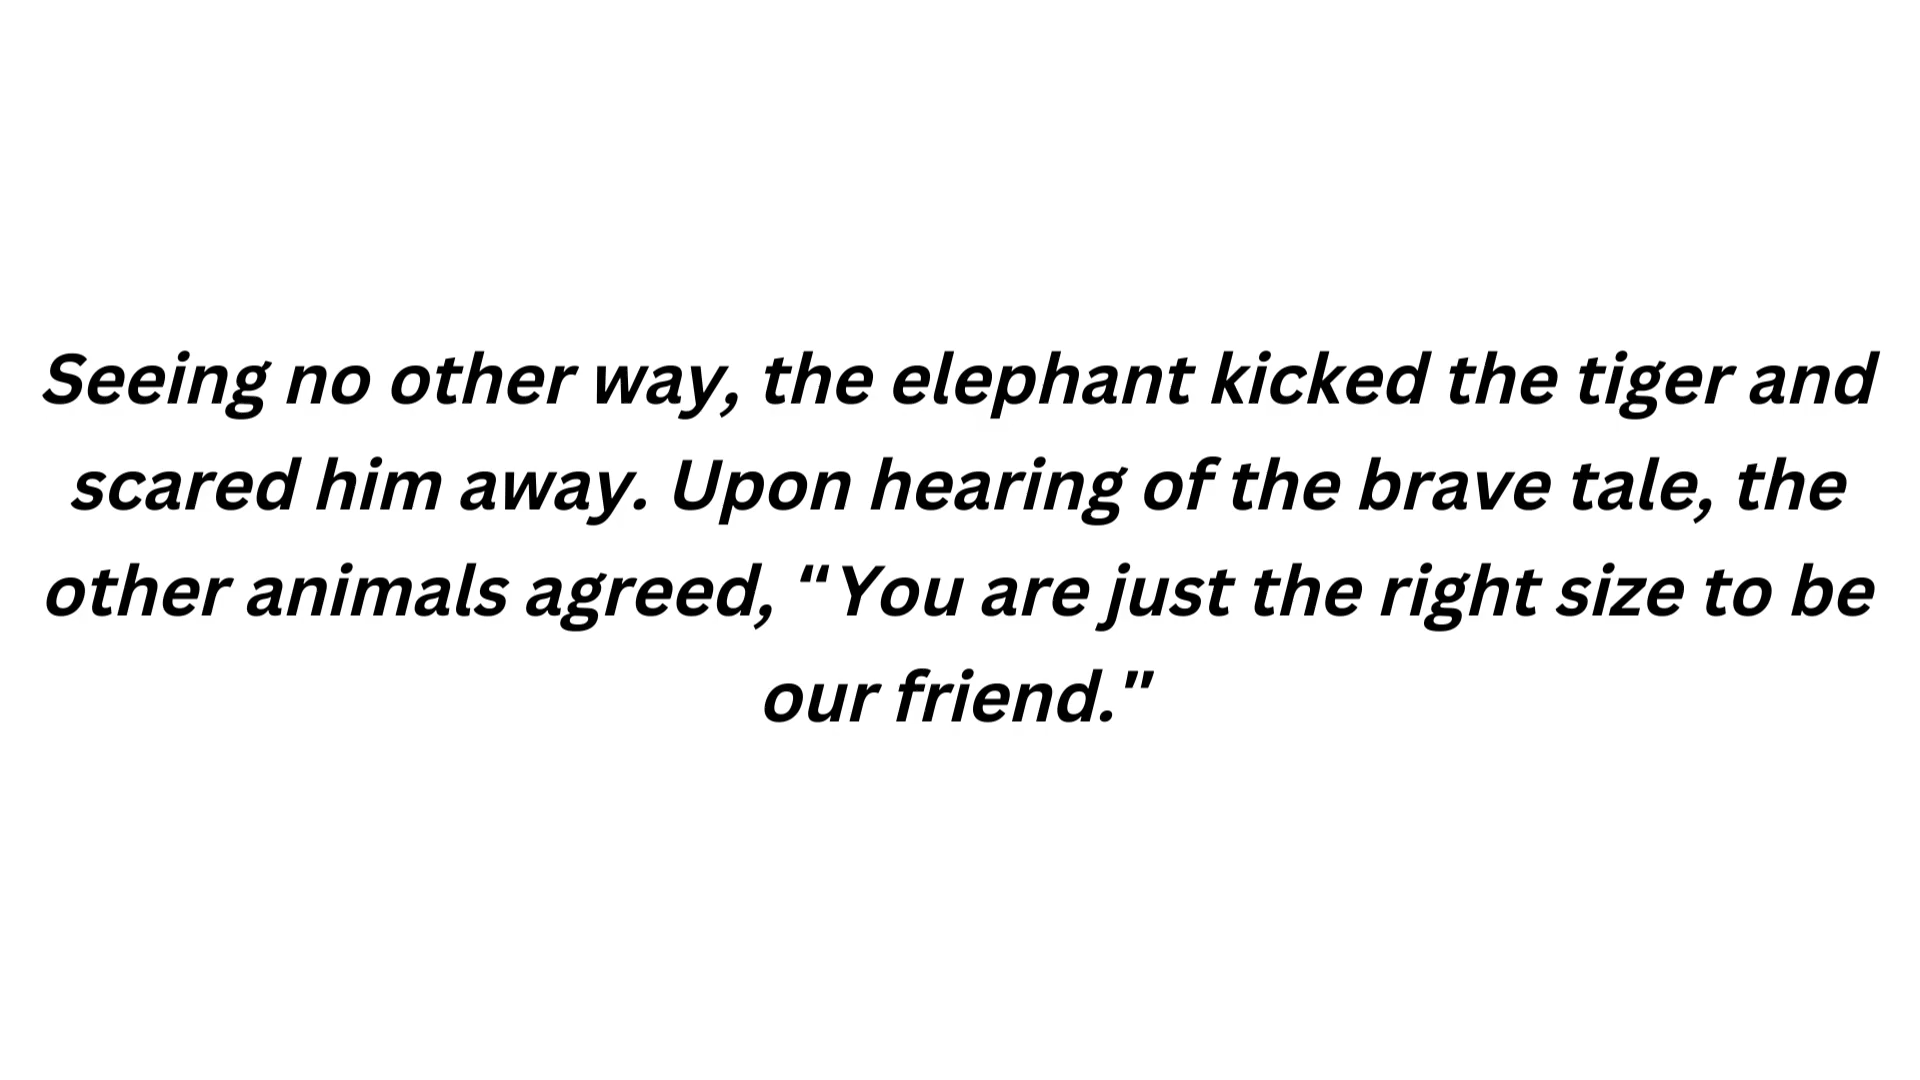 Seeing no other way, the elephant kicked the tiger and
scared him away. Upon hearing of the brave tale, the
other animals agreed, “You are just the right size to be
our friend."